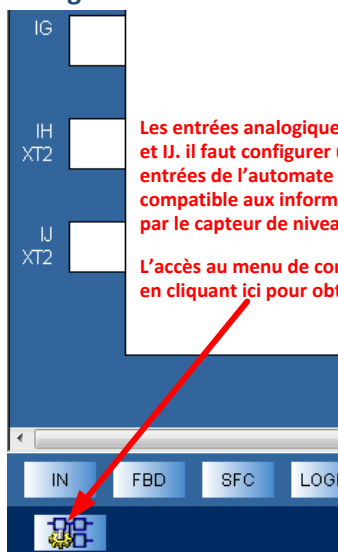 IG
IH
XT2
IJ
XT2
Les entrées analogique
et IJ. il faut configurer
entrées de l'automate
compatible aux inform
par le capteur de nivea
L'accès au menu de con
en cliquant ici pour obt
IN FBD SFC LOGI